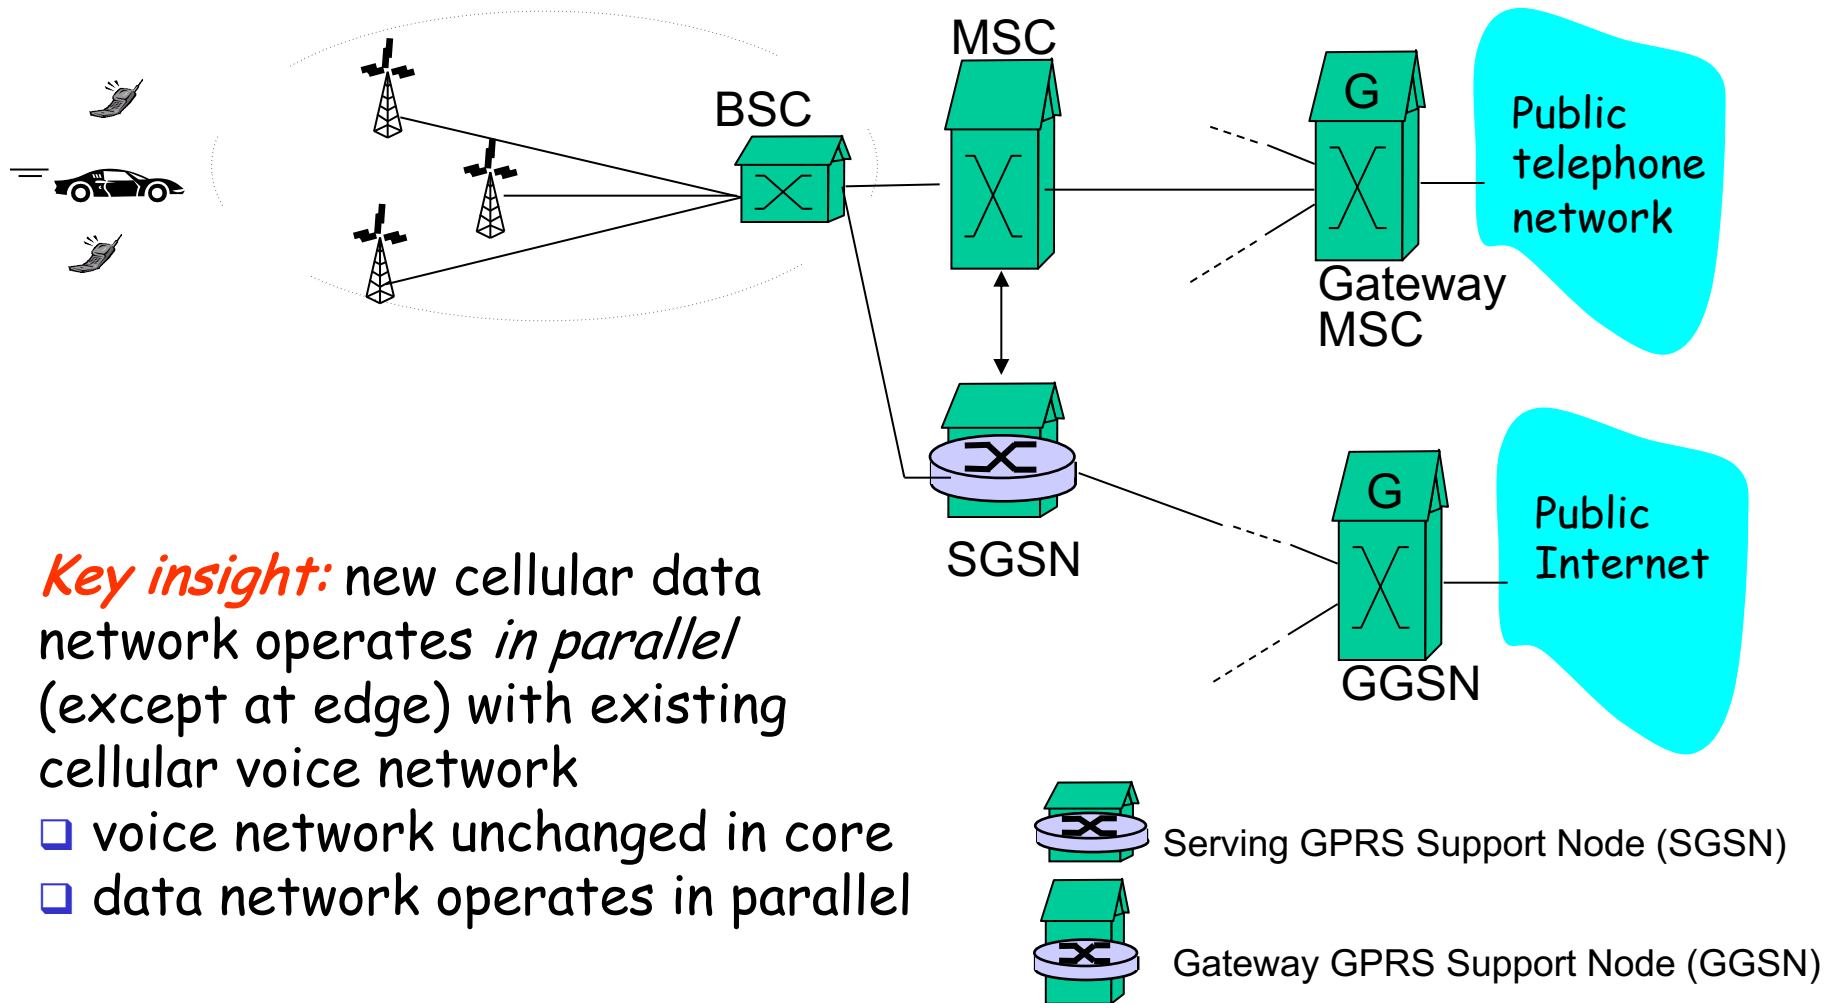 MSC
BSC
G
Public
telephone
network
Gateway
MSC
SGSN
G
Public
Internet
GGSN
Key insight: new cellular data
network operates in parallel
(except at edge) with existing
cellular voice network
❑ voice network unchanged in core
❑ data network operates in parallel
Serving GPRS Support Node (SGSN)
Gateway GPRS Support Node (GGSN)